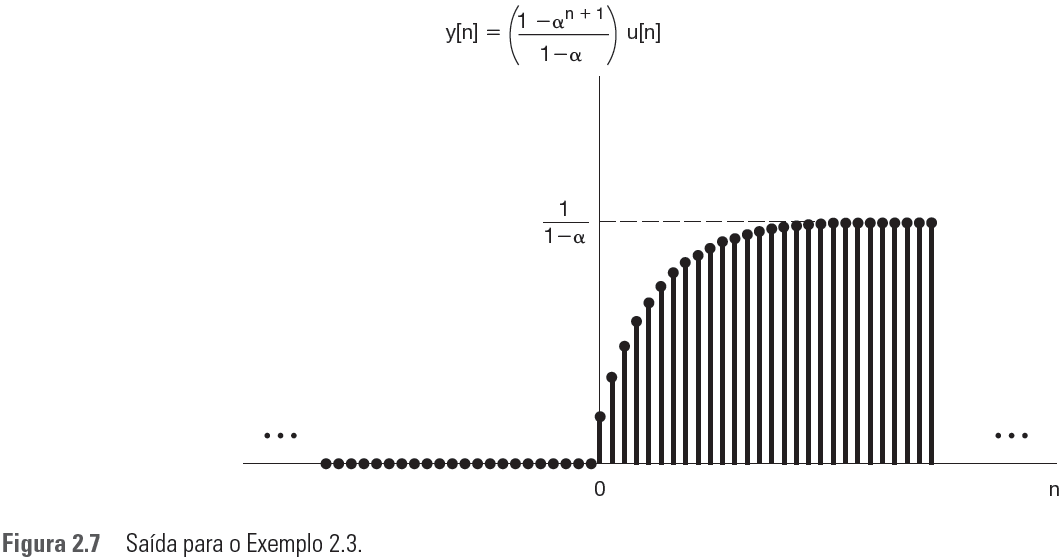 y[n] = (1 − α^{n + 1} / 1 − α) u[n]
1
1−α
...
...
0
n
Figura 2.7 Saída para o Exemplo 2.3.